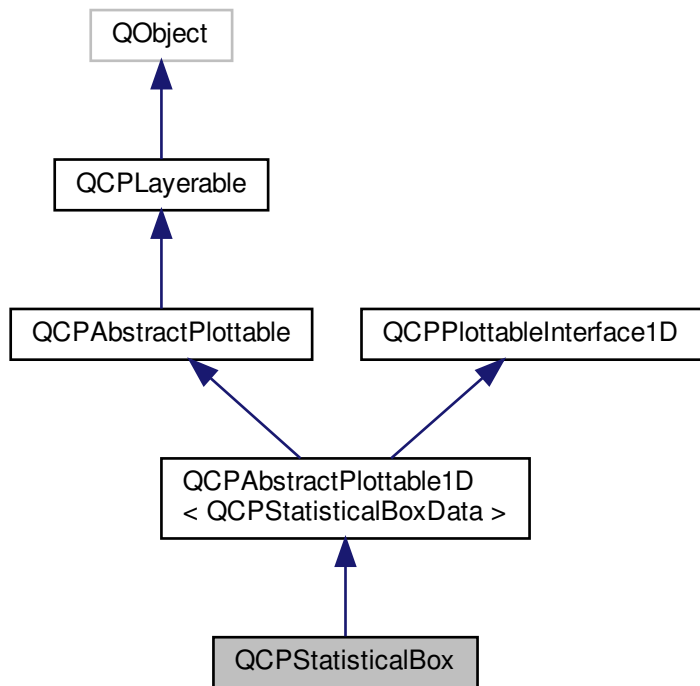 QObject
QCPLayerable
QCPAbstractPlottable
QCPPlottableInterface1D
QCPAbstractPlottable1D
< QCPStatisticalBoxData >
QCPStatisticalBox